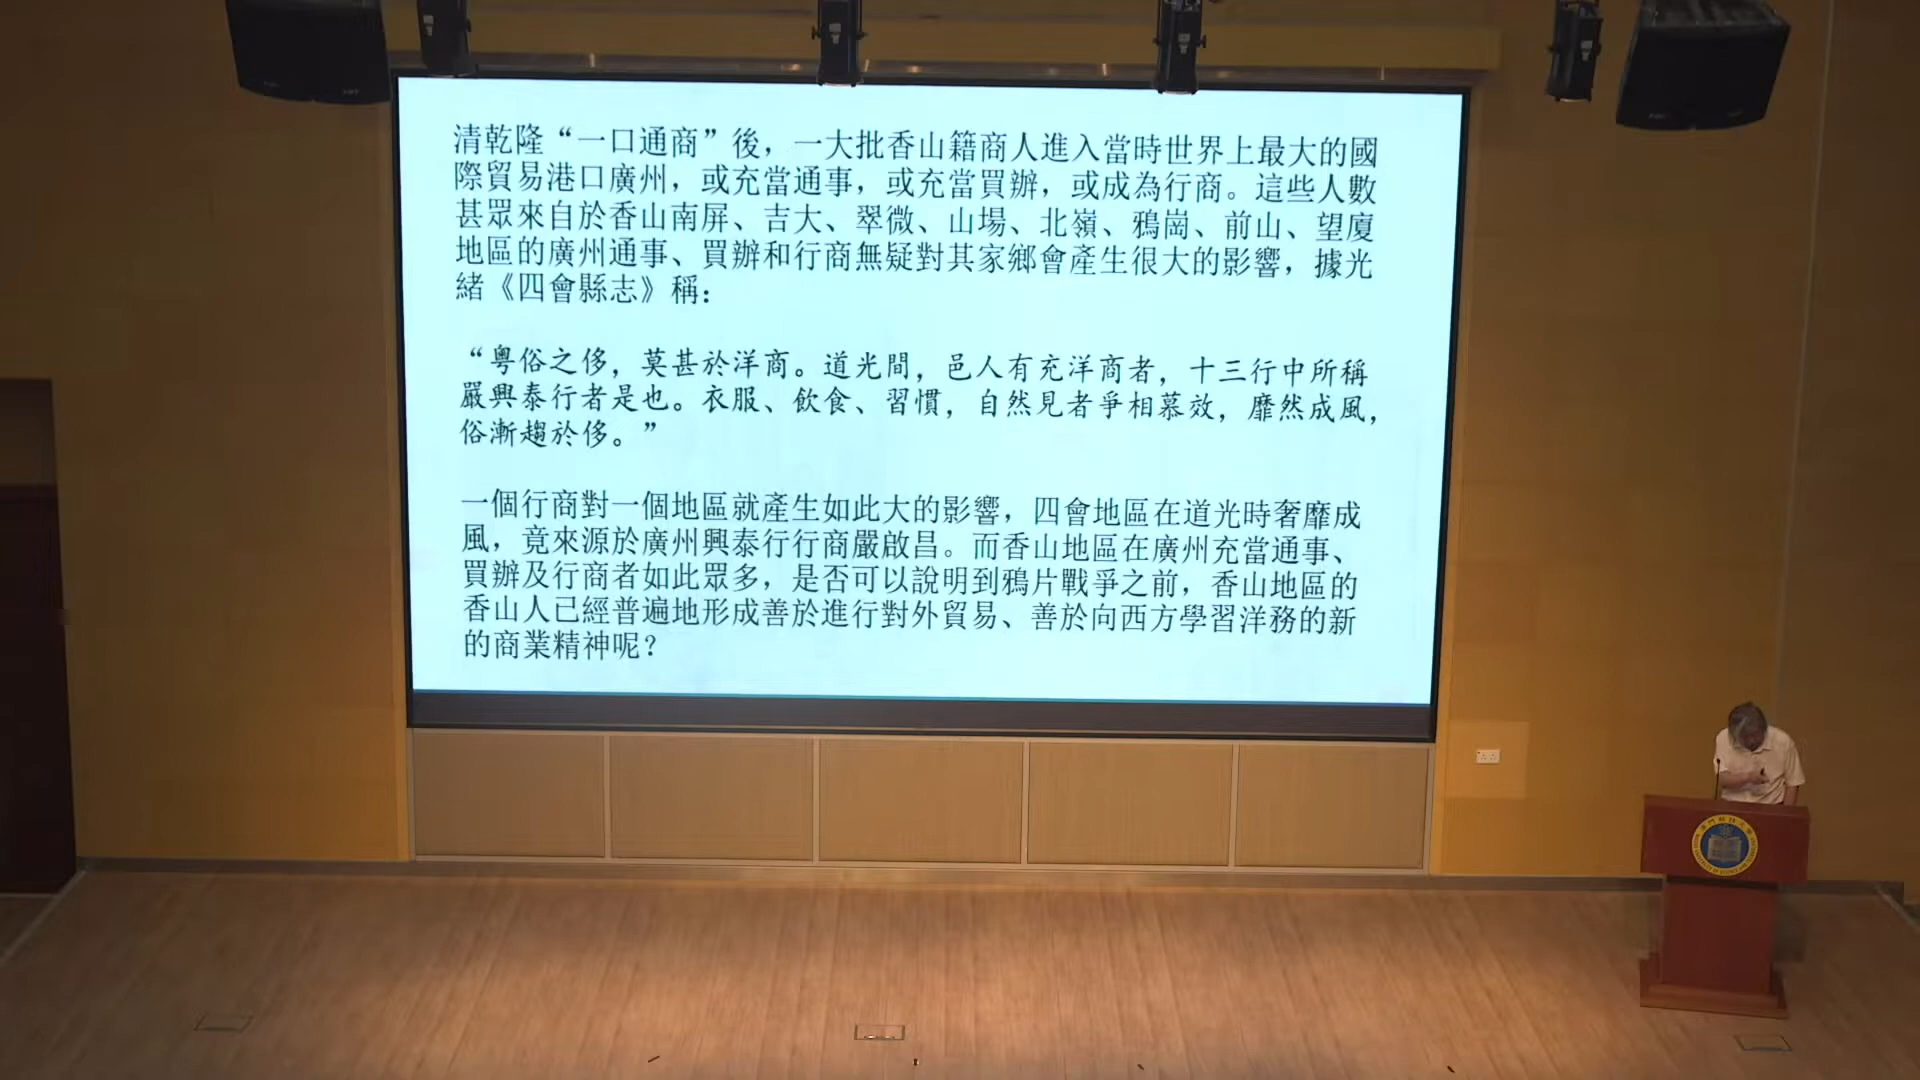 清乾隆“一口通商”後，一大批香山籍商人進入當時世界上最大的國
際貿易港口廣州，或充當通事，或充當買辦，或成為行商。這些人數
甚眾來自於香山南屏、吉大、翠微、山場、北嶺、鴉崗、前山、望廈
地區的廣州通事、買辦和行商無疑對其家鄉會產生很大的影響，據光
緒《四會縣志》稱：
“粵俗之侈，莫甚於洋商。道光間，邑人有充洋商者，十三行中所稱
嚴興泰行者是也。衣服、飲食、習慣，自然見者爭相慕效，靡然成風，
俗漸趨於侈。”
一個行商對一個地區就產生如此大的影響，四會地區在道光時奢靡成
風，竟來源於廣州興泰行行商嚴啟昌。而香山地區在廣州充當通事、
買辦及行商者如此眾多，是否可以說明到鴉片戰爭之前，香山地區的
香山人已經普遍地形成善於進行對外貿易、善於向西方學習洋務的新
的商業精神呢？